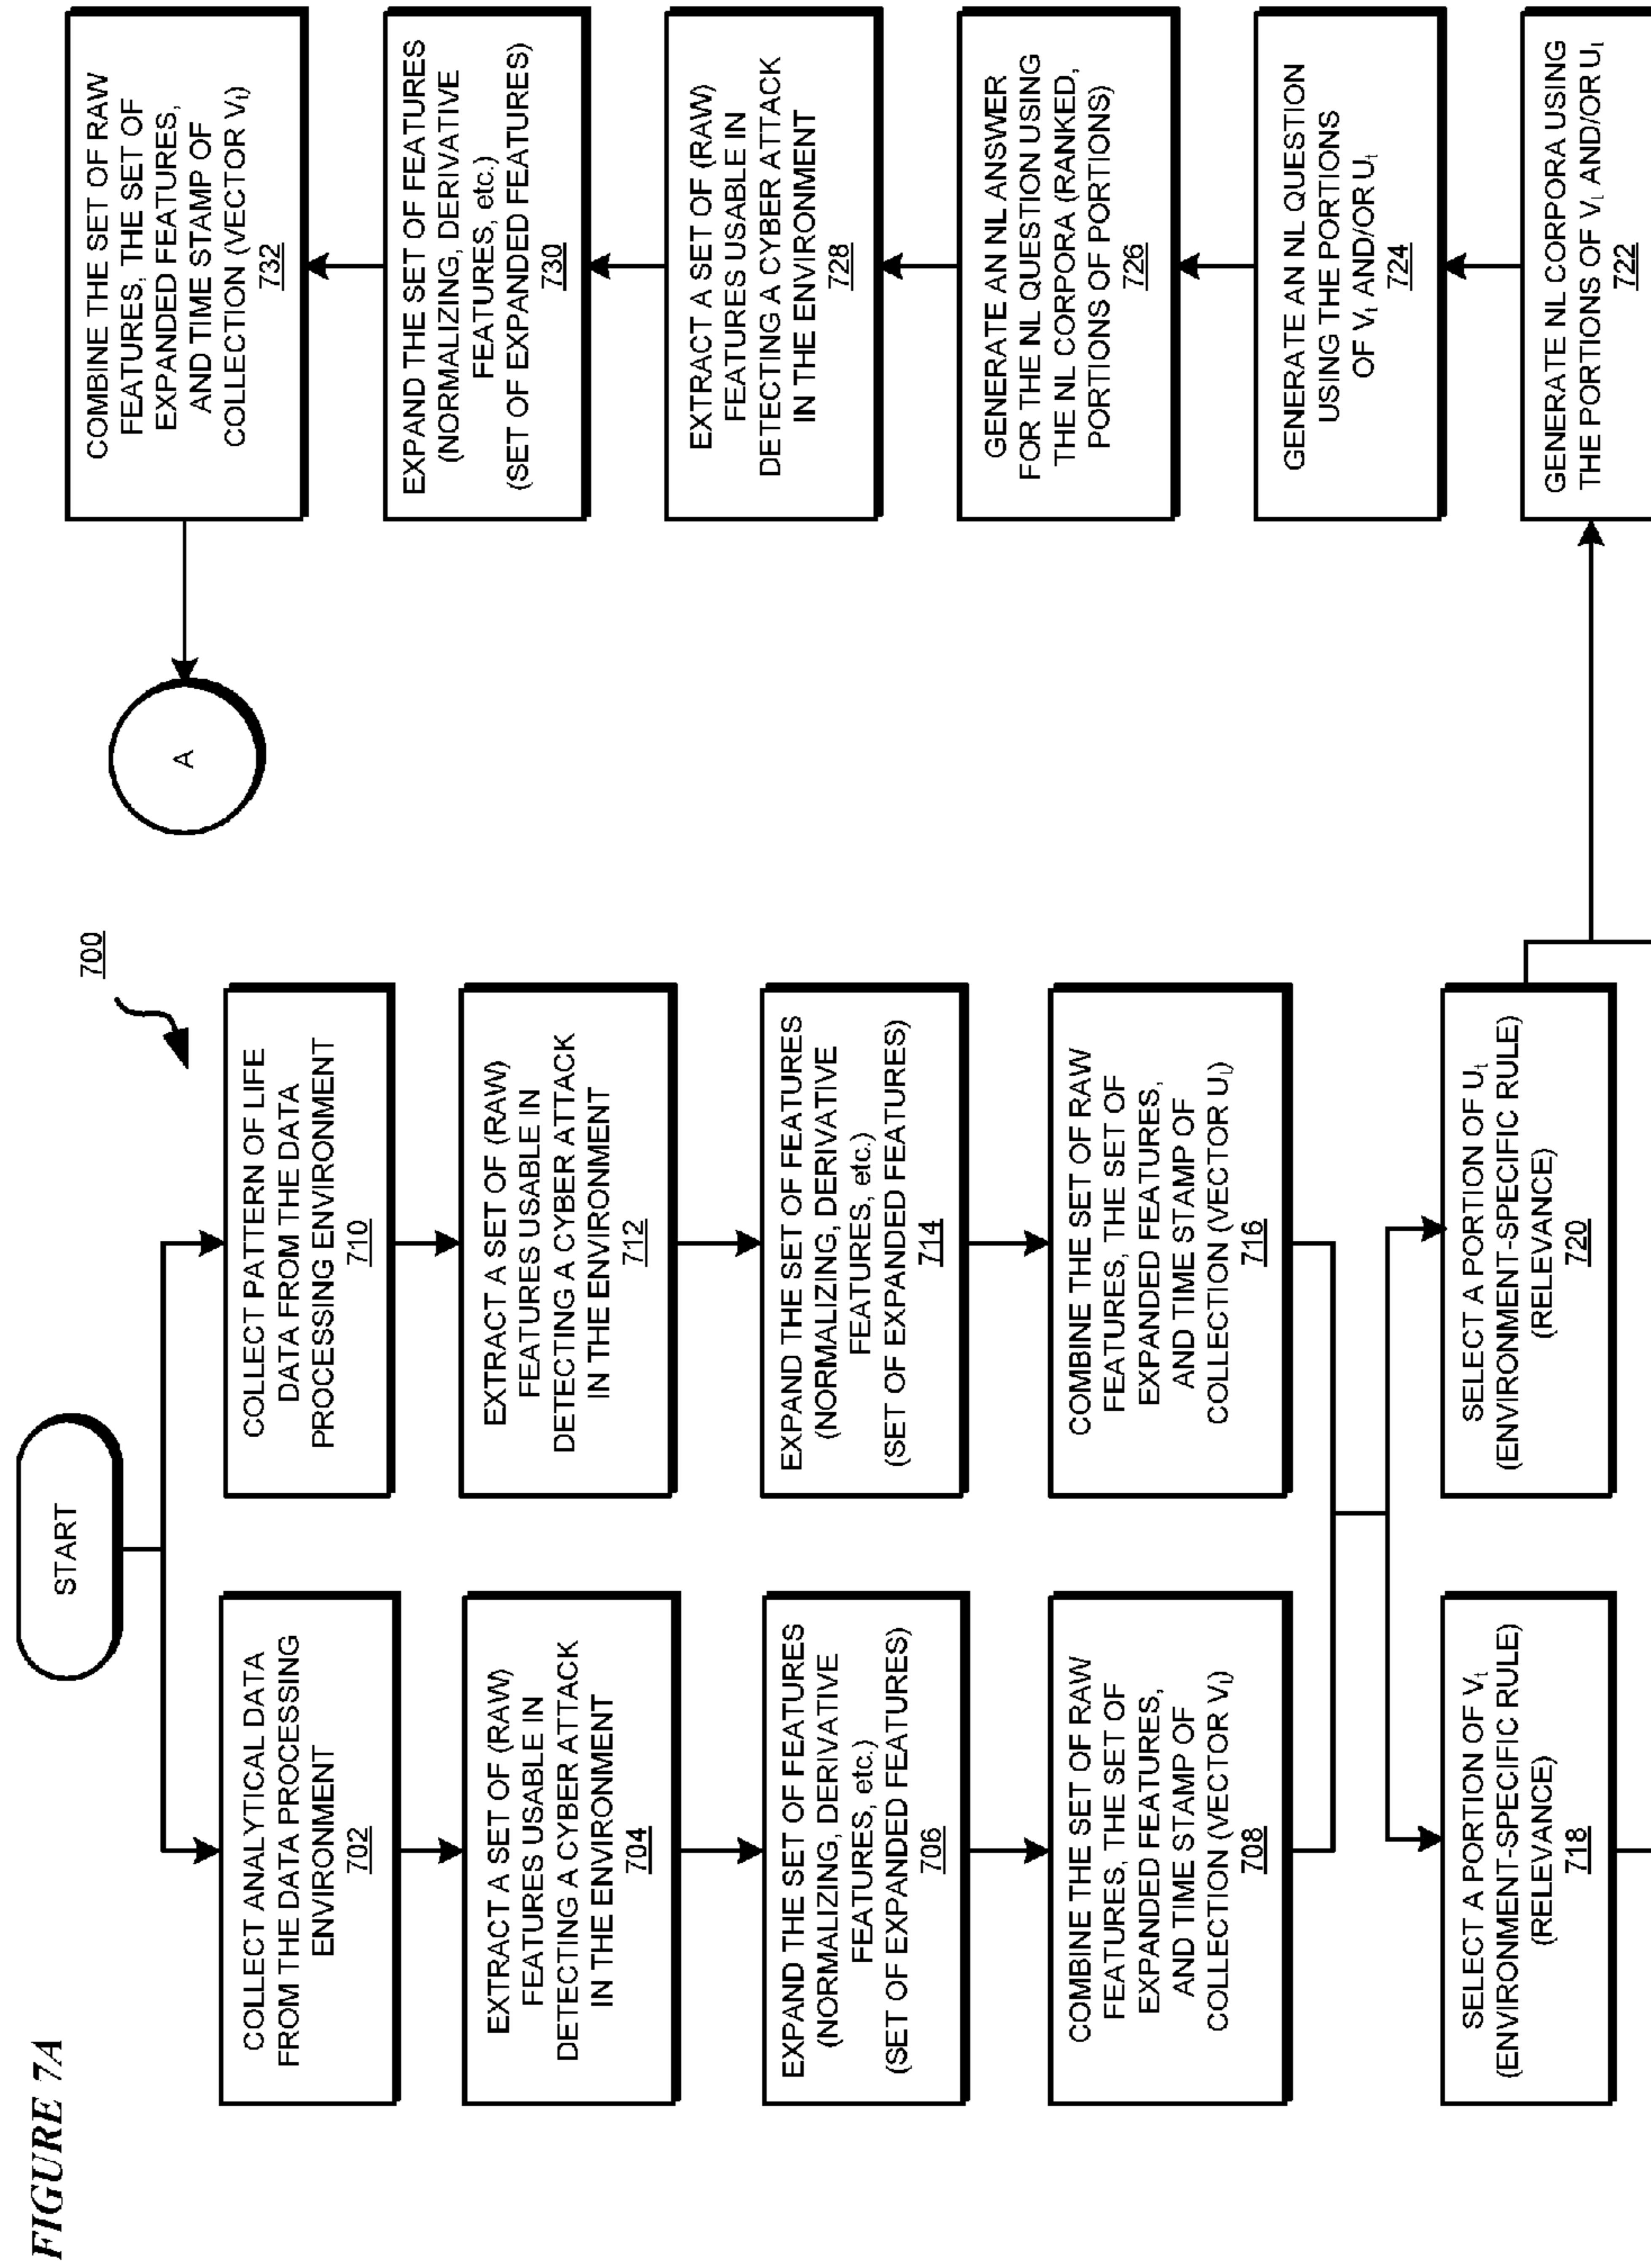 FIGURE 7A
START
700
COLLECT ANALYTICAL DATA
FROM THE DATA PROCESSING
ENVIRONMENT
702
EXTRACT A SET OF (RAW)
FEATURES USABLE IN
DETECTING A CYBER ATTACK
IN THE ENVIRONMENT
704
EXPAND THE SET OF FEATURES
(NORMALIZING, DERIVATIVE
FEATURES, etc.)
(SET OF EXPANDED FEATURES)
706
COMBINE THE SET OF RAW
FEATURES, THE SET OF
EXPANDED FEATURES,
AND TIME STAMP OF
COLLECTION (VECTOR Vt)
708
SELECT A PORTION OF Vt
(ENVIRONMENT-SPECIFIC RULE)
(RELEVANCE)
718
COLLECT PATTERN OF LIFE
DATA FROM THE DATA
PROCESSING ENVIRONMENT
710
EXTRACT A SET OF (RAW)
FEATURES USABLE IN
DETECTING A CYBER ATTACK
IN THE ENVIRONMENT
712
EXPAND THE SET OF FEATURES
(NORMALIZING, DERIVATIVE
FEATURES, etc.)
(SET OF EXPANDED FEATURES)
714
COMBINE THE SET OF RAW
FEATURES, THE SET OF
EXPANDED FEATURES,
AND TIME STAMP OF
COLLECTION (VECTOR Ut)
716
SELECT A PORTION OF Ut
(ENVIRONMENT-SPECIFIC RULE)
(RELEVANCE)
720
GENERATE NL CORPORA USING
THE PORTIONS OF Vt AND/OR Ut
722
GENERATE AN NL QUESTION
USING THE PORTIONS
OF Vt AND/OR Ut
724
GENERATE AN NL ANSWER
FOR THE NL QUESTION USING
THE NL CORPORA (RANKED,
PORTIONS OF PORTIONS)
726
EXTRACT A SET OF (RAW)
FEATURES USABLE IN
DETECTING A CYBER ATTACK
IN THE ENVIRONMENT
728
EXPAND THE SET OF FEATURES
(NORMALIZING, DERIVATIVE
FEATURES, etc.)
(SET OF EXPANDED FEATURES)
730
COMBINE THE SET OF RAW
FEATURES, THE SET OF
EXPANDED FEATURES,
AND TIME STAMP OF
COLLECTION (VECTOR Vt)
732
A